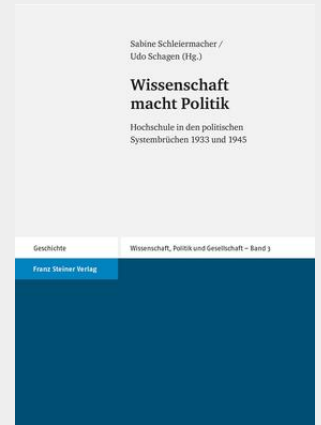 Sabine Schleiermacher /
Udo Schagen (Hg.)
Wissenschaft
macht Politik
Hochschule in den politischen
Systembrüchen 1933 und 1945
Geschichte
Wissenschaft, Politik und Gesellschaft – Band 3
Franz Steiner Verlag